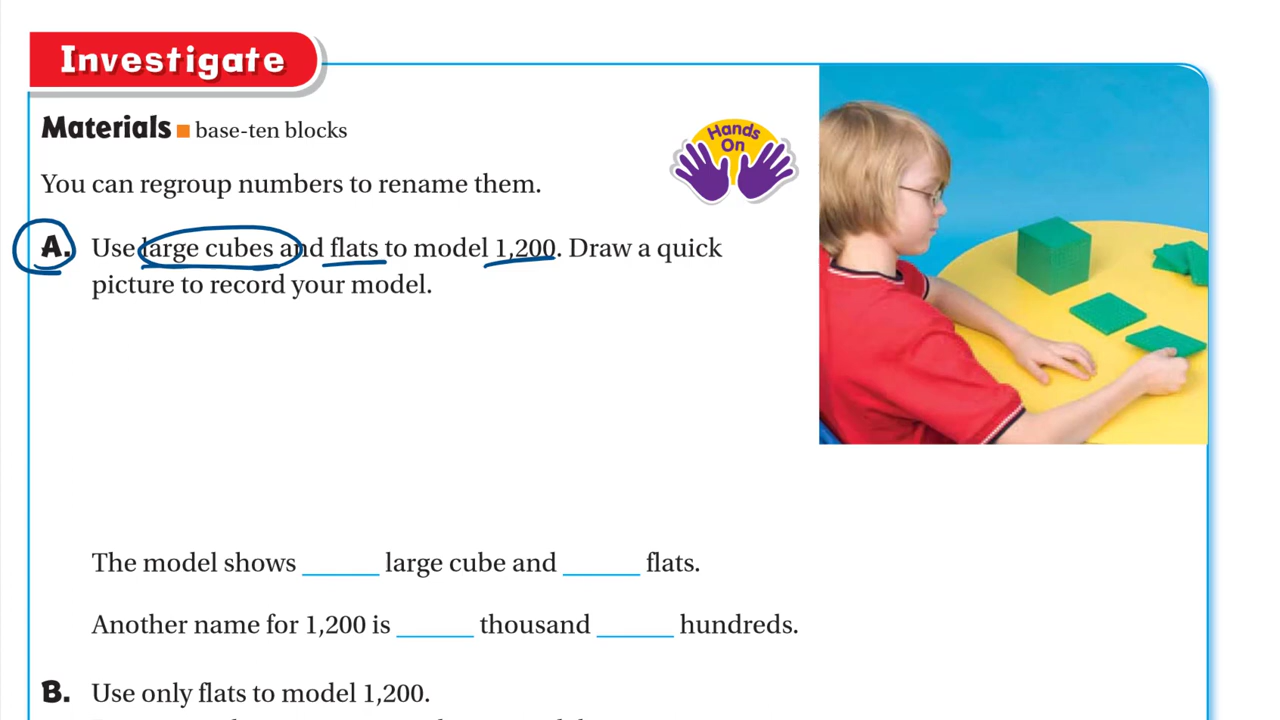 Investigate
Materials ■ base-ten blocks
Hands
On
You can regroup numbers to rename them.
A. Use large cubes and flats to model 1,200. Draw a quick
picture to record your model.
The model shows ______ large cube and ______ flats.
Another name for 1,200 is ______ thousand ______ hundreds.
B. Use only flats to model 1,200.